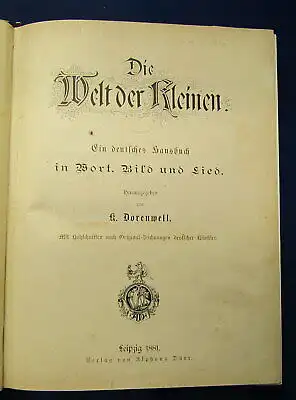 Die
Welt der Kleinen.
Ein deutsches Hausbuch
in Wort, Bild und Lied.
Herausgegeben
von
K. Dorenwell.
Mit Holzschnitten nach Original-Zeichnungen deutscher Künstler.
Leipzig 1881.
Verlag von Alphons Dürr.